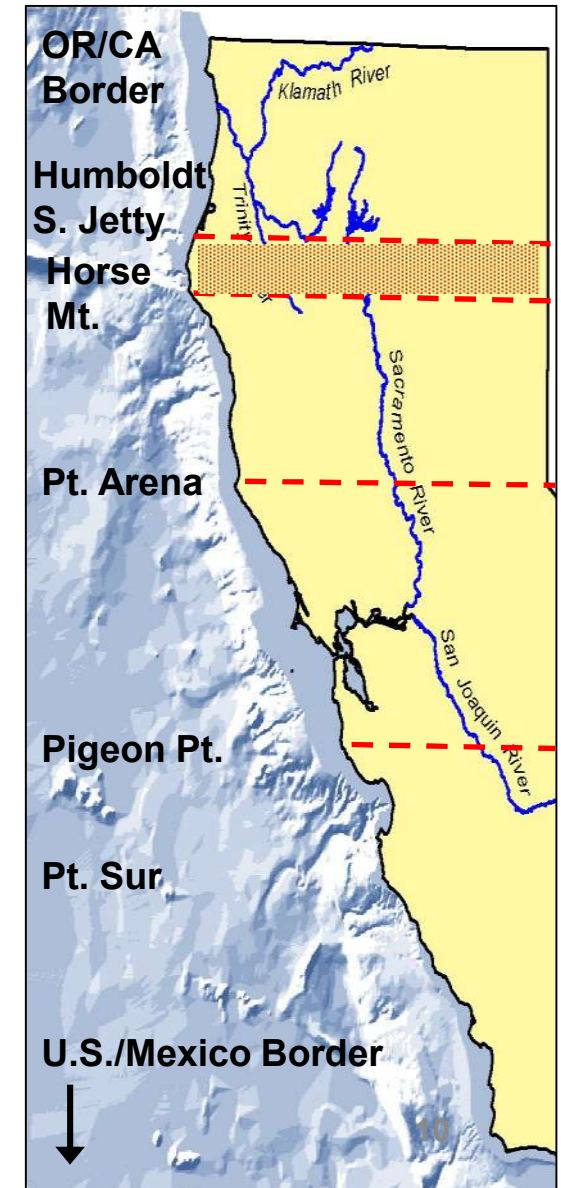 OR/CA
Border
Klamath River
Humboldt
S. Jetty
Trinity
Horse
Mt.
Sacramento River
Pt. Arena
San Joaquin River
Pigeon Pt.
Pt. Sur
U.S./Mexico Border
10